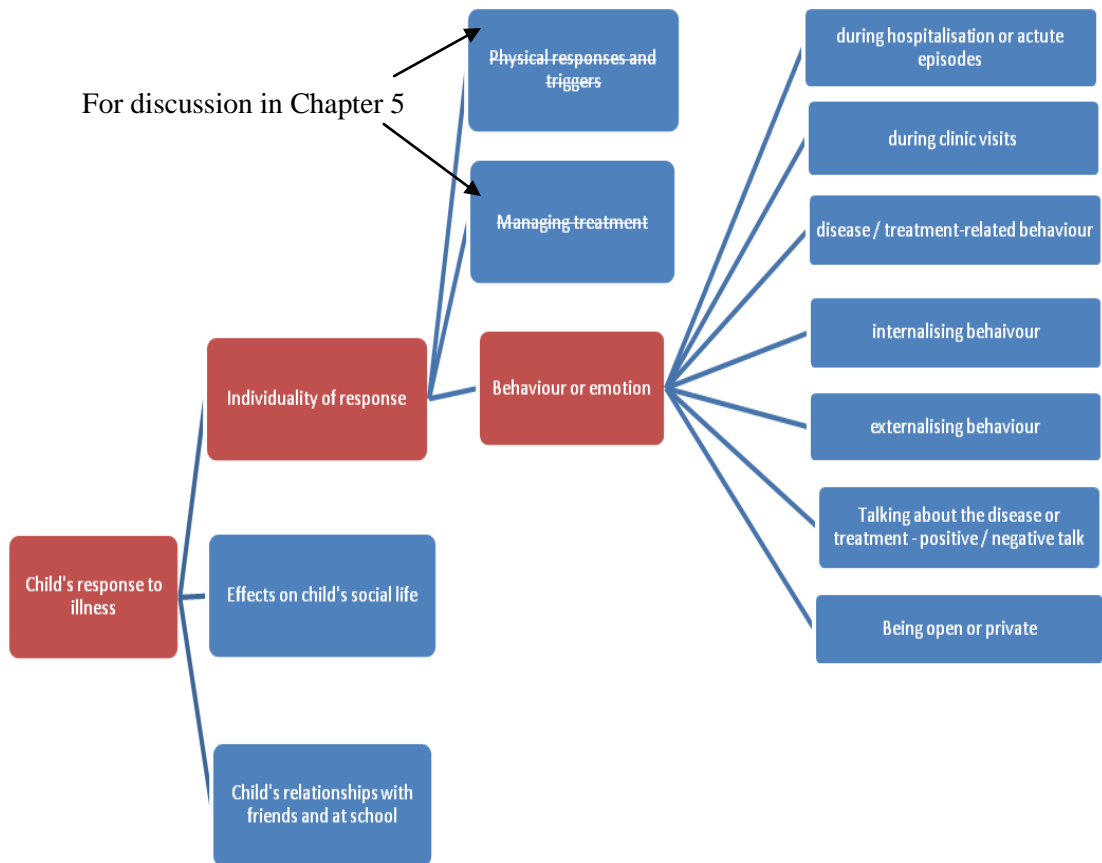 Physical responses and
triggers
during hospitalisation or actute
episodes
For discussion in Chapter 5
during clinic visits
Managing treatment
disease / treatment-related behaviour
internalising behaivour
Individuality of response
Behaviour or emotion
externalising behaviour
Talking about the disease or
treatment - positive / negative talk
Child's response to
illness
Effects on child's social life
Being open or private
Child's relationships with
friends and at school